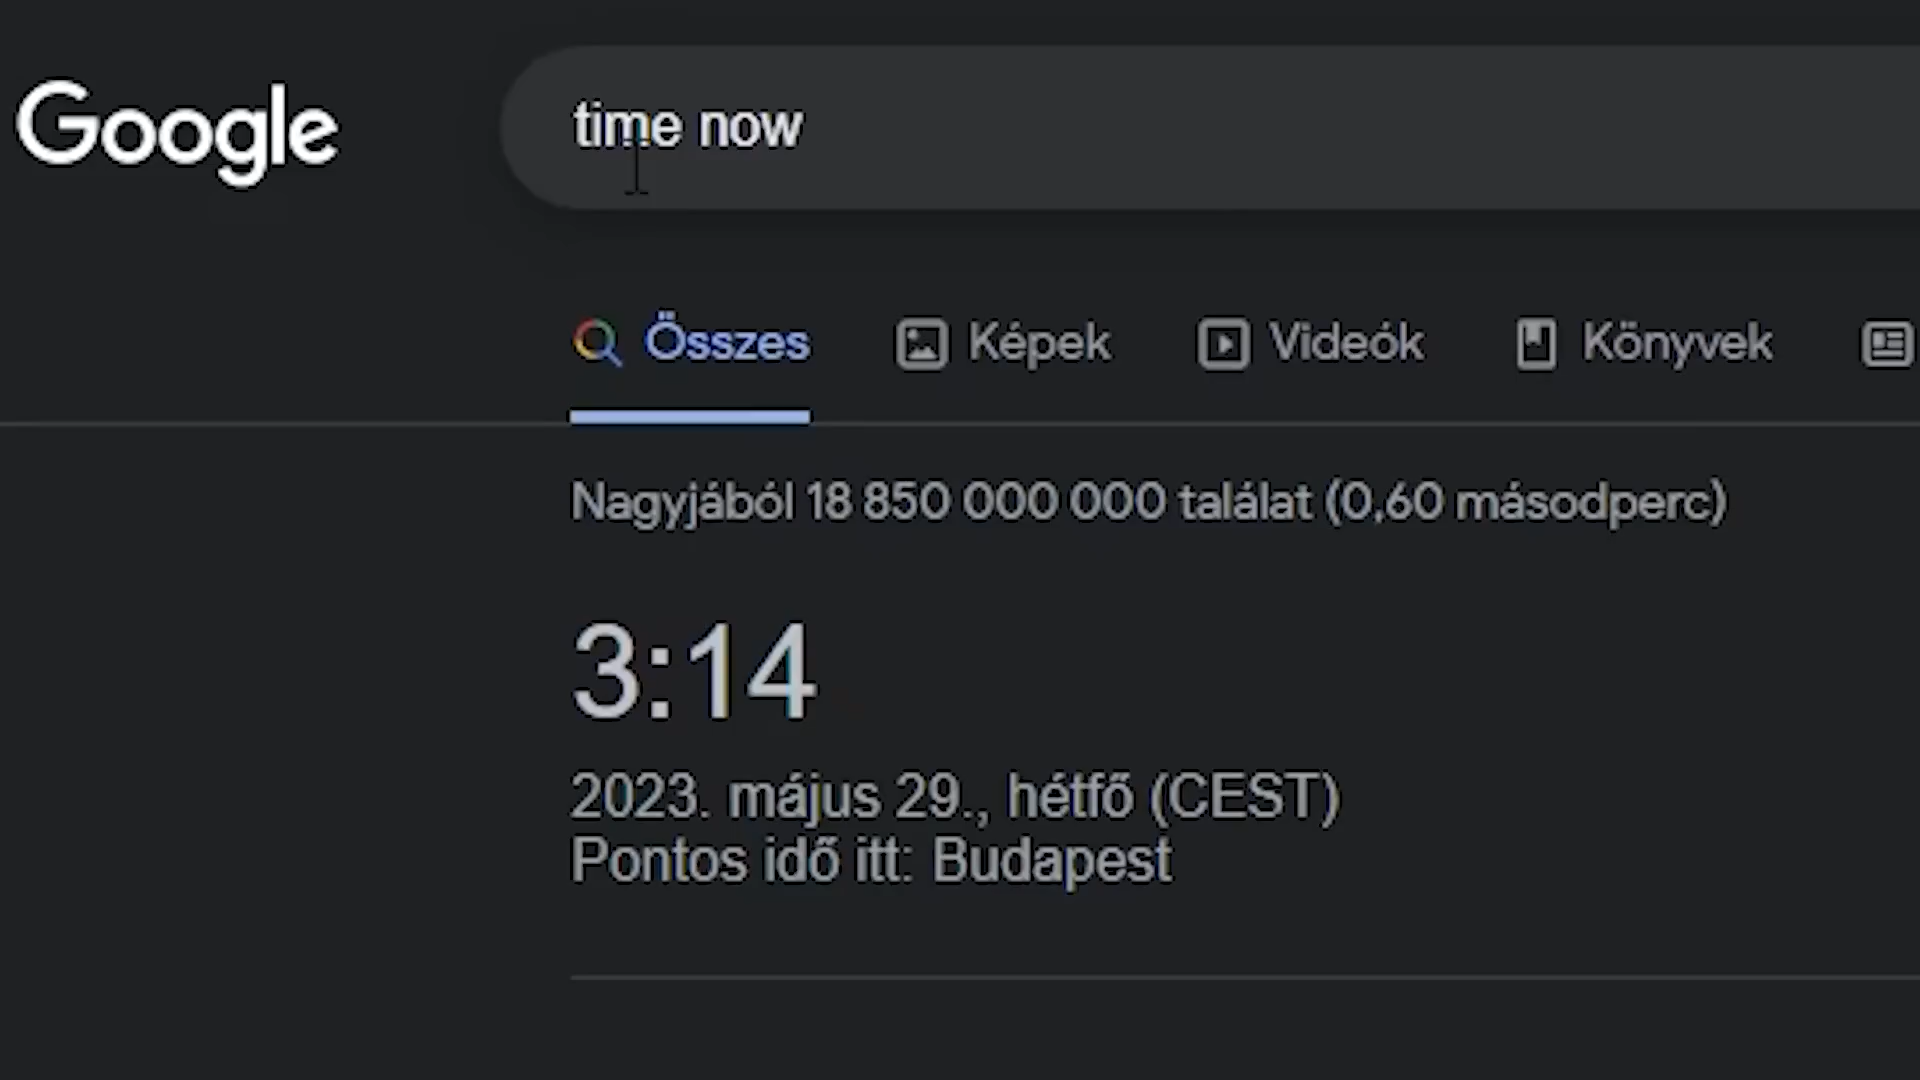 Google
time now
Összes Képek Videók Könyvek
Nagyjából 18 850 000 000 találat (0,60 másodperc)
3:14
2023. május 29., hétfő (CEST)
Pontos idő itt: Budapest